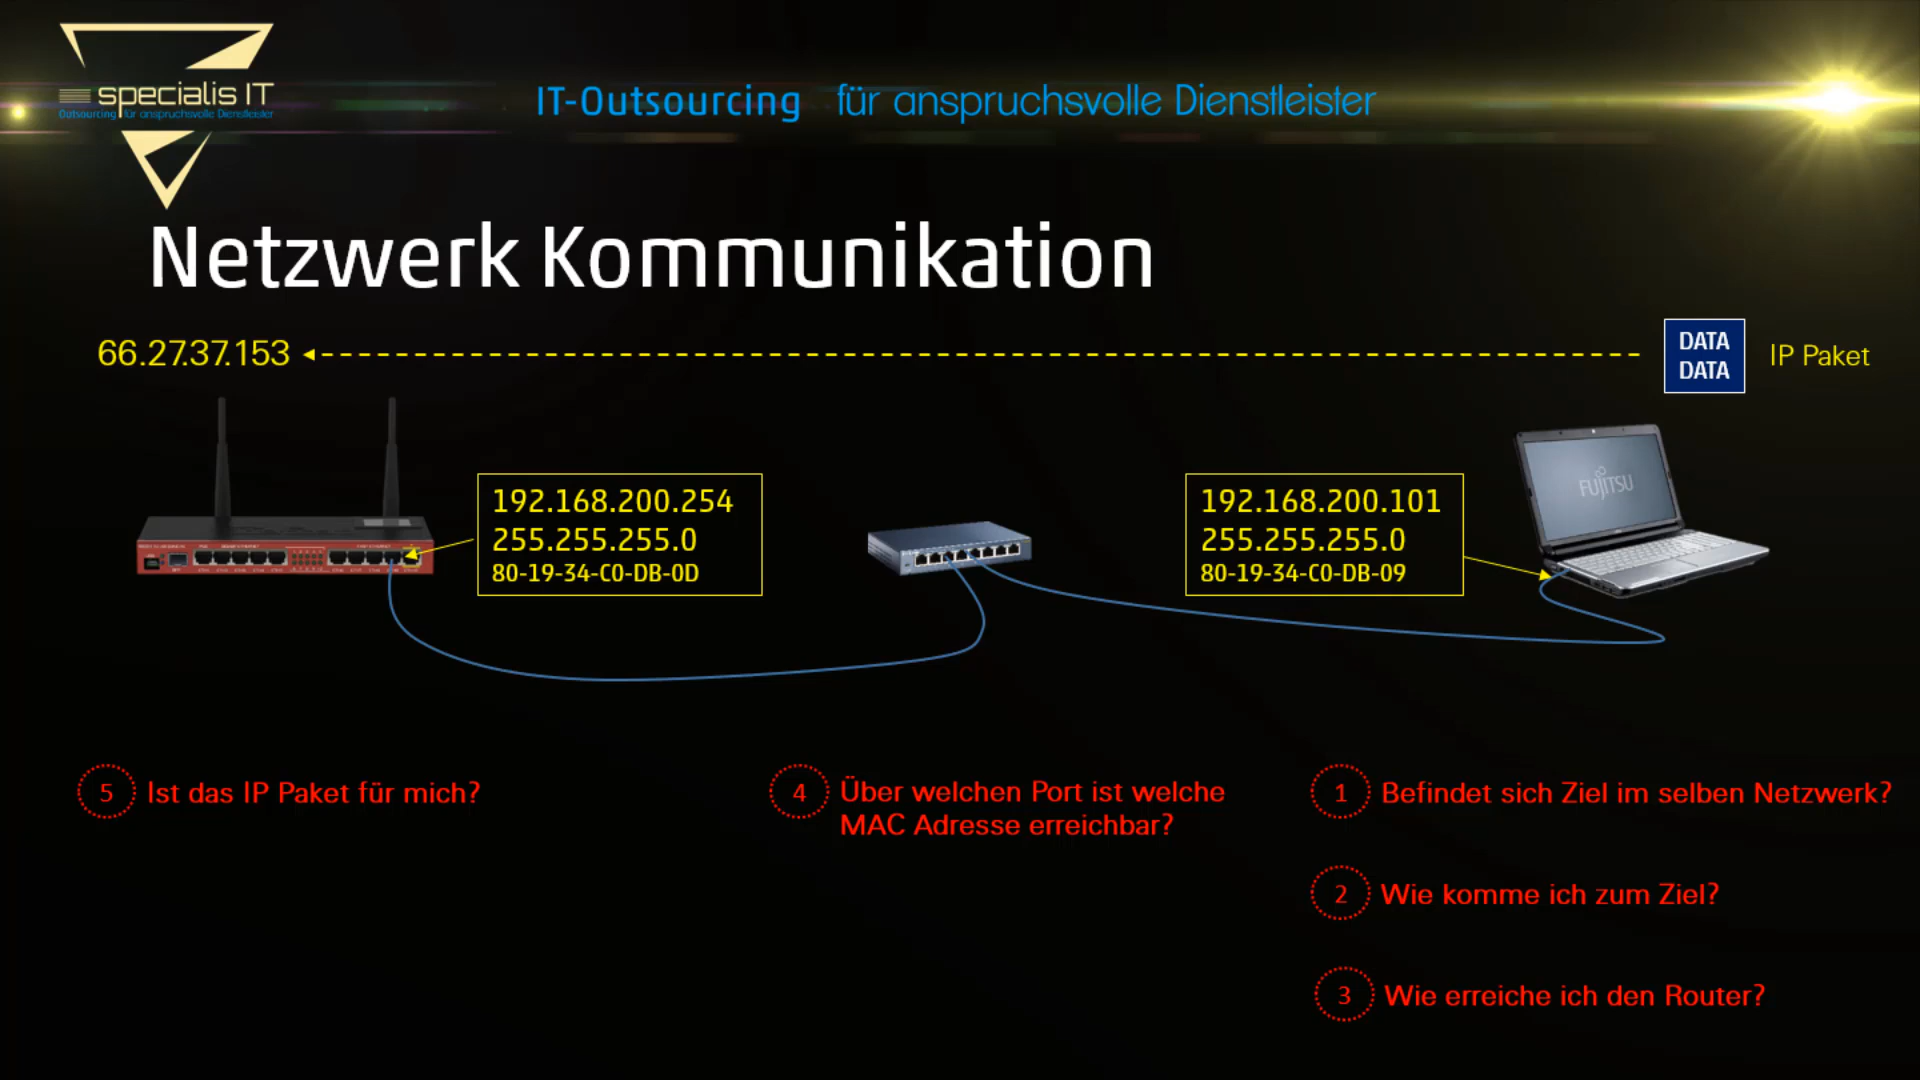 specialis IT
Outsourcing für anspruchsvolle Dienstleister
IT-Outsourcing für anspruchsvolle Dienstleister
Netzwerk Kommunikation
66.27.37.153
DATA
DATA
IP Paket
192.168.200.254
255.255.255.0
80-19-34-C0-DB-0D
192.168.200.101
255.255.255.0
80-19-34-C0-DB-09
FUJITSU
5 Ist das IP Paket für mich?
4 Über welchen Port ist welche
MAC Adresse erreichbar?
1 Befindet sich Ziel im selben Netzwerk?
2 Wie komme ich zum Ziel?
3 Wie erreiche ich den Router?